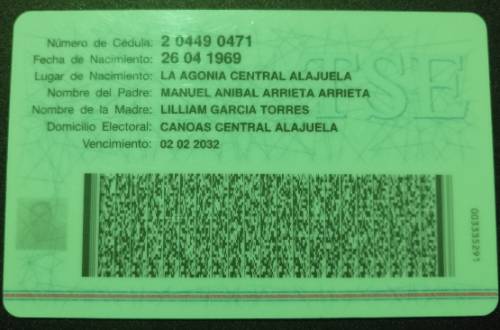 Número de Cédula: 2 0449 0471
Fecha de Nacimiento: 26 04 1969
Lugar de Nacimiento: LA AGONIA CENTRAL ALAJUELA
Nombre del Padre: MANUEL ANIBAL ARRIETA ARRIETA
Nombre de la Madre: LILLIAM GARCIA TORRES
Domicilio Electoral: CANOAS CENTRAL ALAJUELA
Vencimiento: 02 02 2032
TSE
003335291